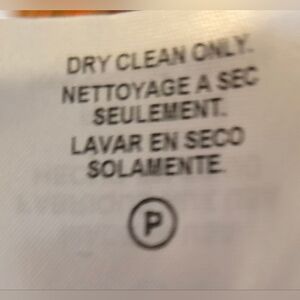 DRY CLEAN ONLY.
NETTOYAGE A SEC
SEULEMENT.
LAVAR EN SECO
SOLAMENTE.
P